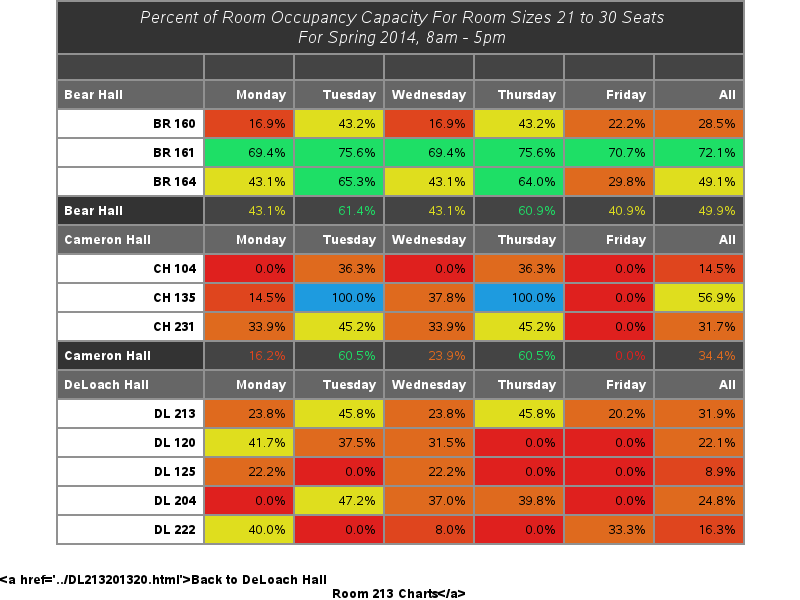 Percent of Room Occupancy Capacity For Room Sizes 21 to 30 Seats
For Spring 2014, 8am - 5pm
Bear Hall Monday Tuesday Wednesday Thursday Friday All
BR 160 16.9% 43.2% 16.9% 43.2% 22.2% 28.5%
BR 161 69.4% 75.6% 69.4% 75.6% 70.7% 72.1%
BR 164 43.1% 65.3% 43.1% 64.0% 29.8% 49.1%
Bear Hall 43.1% 61.4% 43.1% 60.9% 40.9% 49.9%
Cameron Hall Monday Tuesday Wednesday Thursday Friday All
CH 104 0.0% 36.3% 0.0% 36.3% 0.0% 14.5%
CH 135 14.5% 100.0% 37.8% 100.0% 0.0% 56.9%
CH 231 33.9% 45.2% 33.9% 45.2% 0.0% 31.7%
Cameron Hall 16.2% 60.5% 23.9% 60.5% 0.0% 34.4%
DeLoach Hall Monday Tuesday Wednesday Thursday Friday All
DL 213 23.8% 45.8% 23.8% 45.8% 20.2% 31.9%
DL 120 41.7% 37.5% 31.5% 0.0% 0.0% 22.1%
DL 125 22.2% 0.0% 22.2% 0.0% 0.0% 8.9%
DL 204 0.0% 47.2% 37.0% 39.8% 0.0% 24.8%
DL 222 40.0% 0.0% 8.0% 0.0% 33.3% 16.3%
<a href='../DL213201320.html'>Back to DeLoach Hall
Room 213 Charts</a>